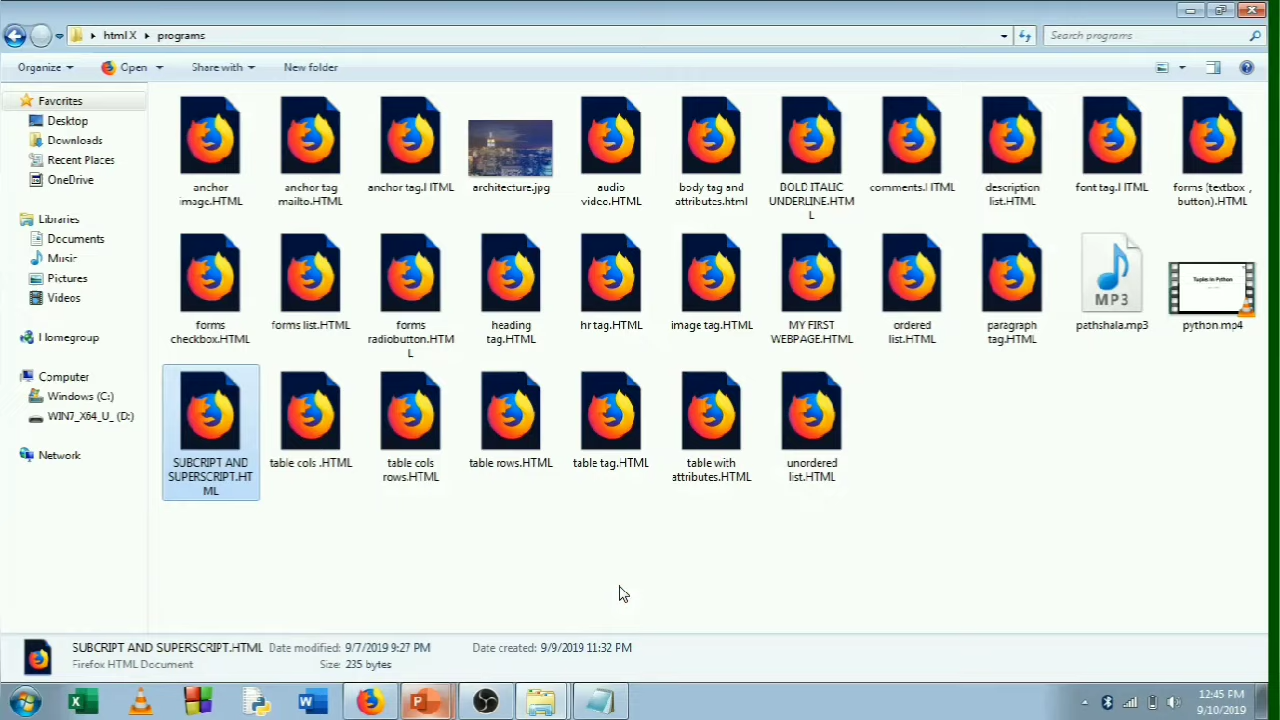 html X ▸ programs
Search programs
Organize
Open
Share with
New folder
Favorites
Desktop
Downloads
Recent Places
OneDrive
Libraries
Documents
Music
Pictures
Videos
Homegroup
Computer
Windows (C:)
WIN7_X64_U_ (D:)
Network
anchor
image.HTML
anchor tag
mailto.HTML
anchor tag.HTML
architecture.jpg
audio
video.HTML
body tag and
attributes.html
BOLD ITALIC
UNDERLINE.HTM
L
comments.HTML
description
list.HTML
font tag.HTML
forms (textbox ,
button).HTML
forms
checkbox.HTML
forms list.HTML
forms
radiobutton.HTM
L
heading
tag.HTML
hr tag.HTML
image tag.HTML
MY FIRST
WEBPAGE.HTML
ordered
list.HTML
paragraph
tag.HTML
MP3
pathshala.mp3
Tuples in Python
python.mp4
SUBCRIPT AND
SUPERSCRIPT.HT
ML
table cols .HTML
table cols
rows.HTML
table rows.HTML
table tag.HTML
table with
attributes.HTML
unordered
list.HTML
SUBCRIPT AND SUPERSCRIPT.HTML Date modified: 9/7/2019 9:27 PM Date created: 9/9/2019 11:32 PM
Firefox HTML Document Size: 235 bytes
12:45 PM
9/10/2019